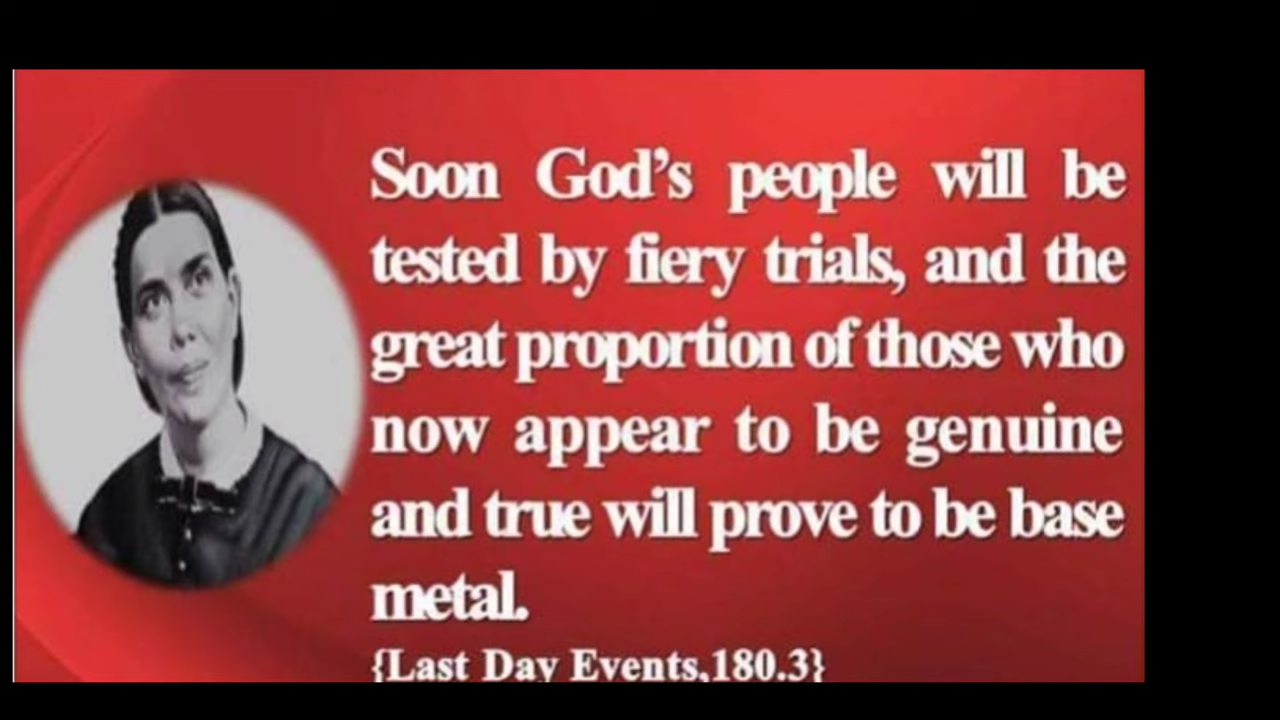 Soon God’s people will be
tested by fiery trials, and the
great proportion of those who
now appear to be genuine
and true will prove to be base
metal.
{Last Day Events,180.3}